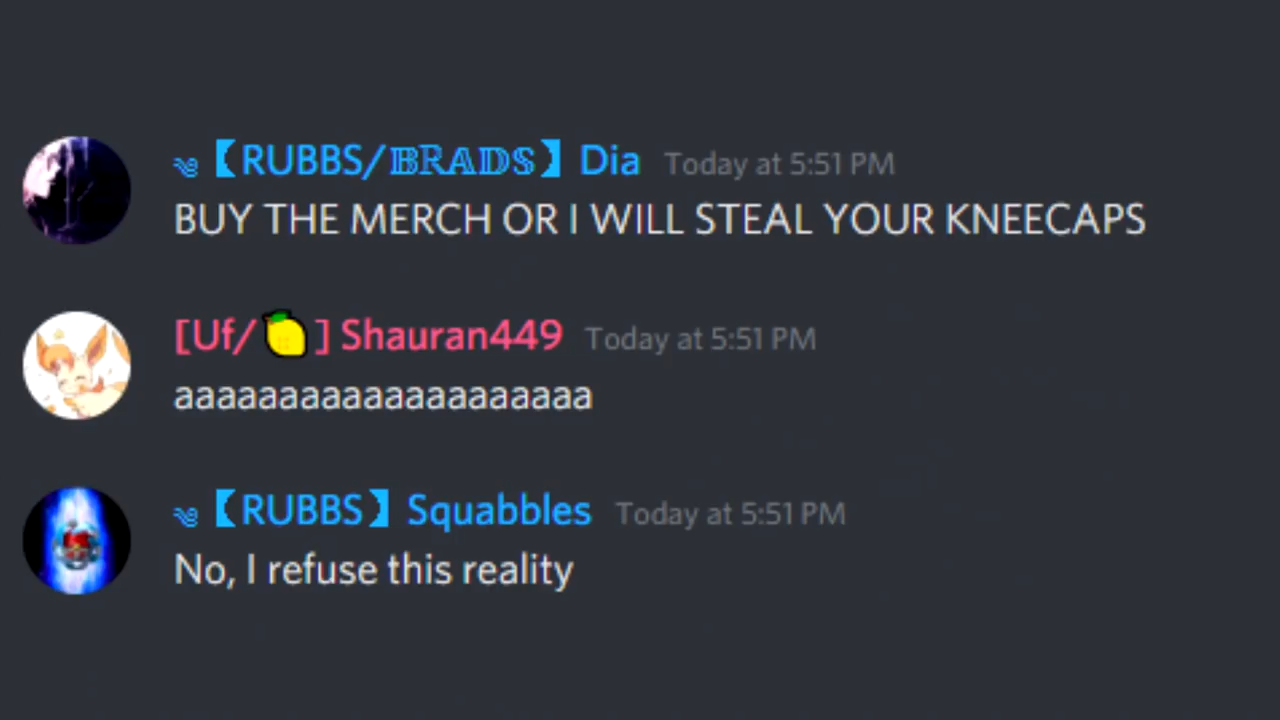 ༄【RUBBS/𝔹ℝ𝔸𝔻𝕊】 Dia Today at 5:51 PM
BUY THE MERCH OR I WILL STEAL YOUR KNEECAPS
[Uf/🍋] Shauran449 Today at 5:51 PM
aaaaaaaaaaaaaaaaaaaa
༄【RUBBS】 Squabbles Today at 5:51 PM
No, I refuse this reality